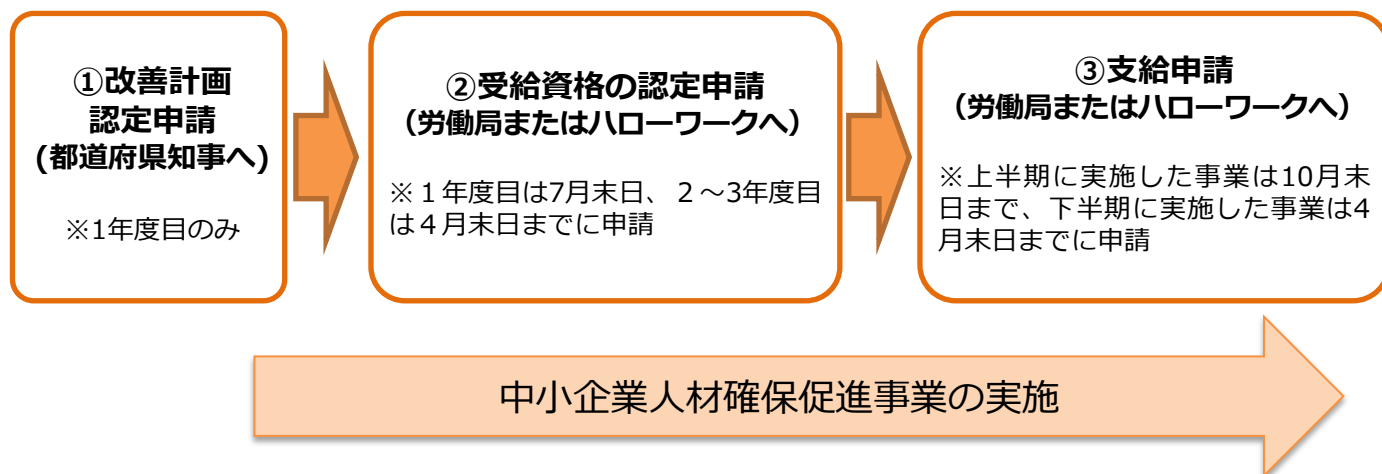 ①改善計画
認定申請
(都道府県知事へ)
※1年度目のみ
②受給資格の認定申請
（労働局またはハローワークへ）
※１年度目は7月末日、２～3年度目
は４月末日までに申請
③支給申請
（労働局またはハローワークへ）
※上半期に実施した事業は10月末
日まで、下半期に実施した事業は4
月末日までに申請
中小企業人材確保促進事業の実施